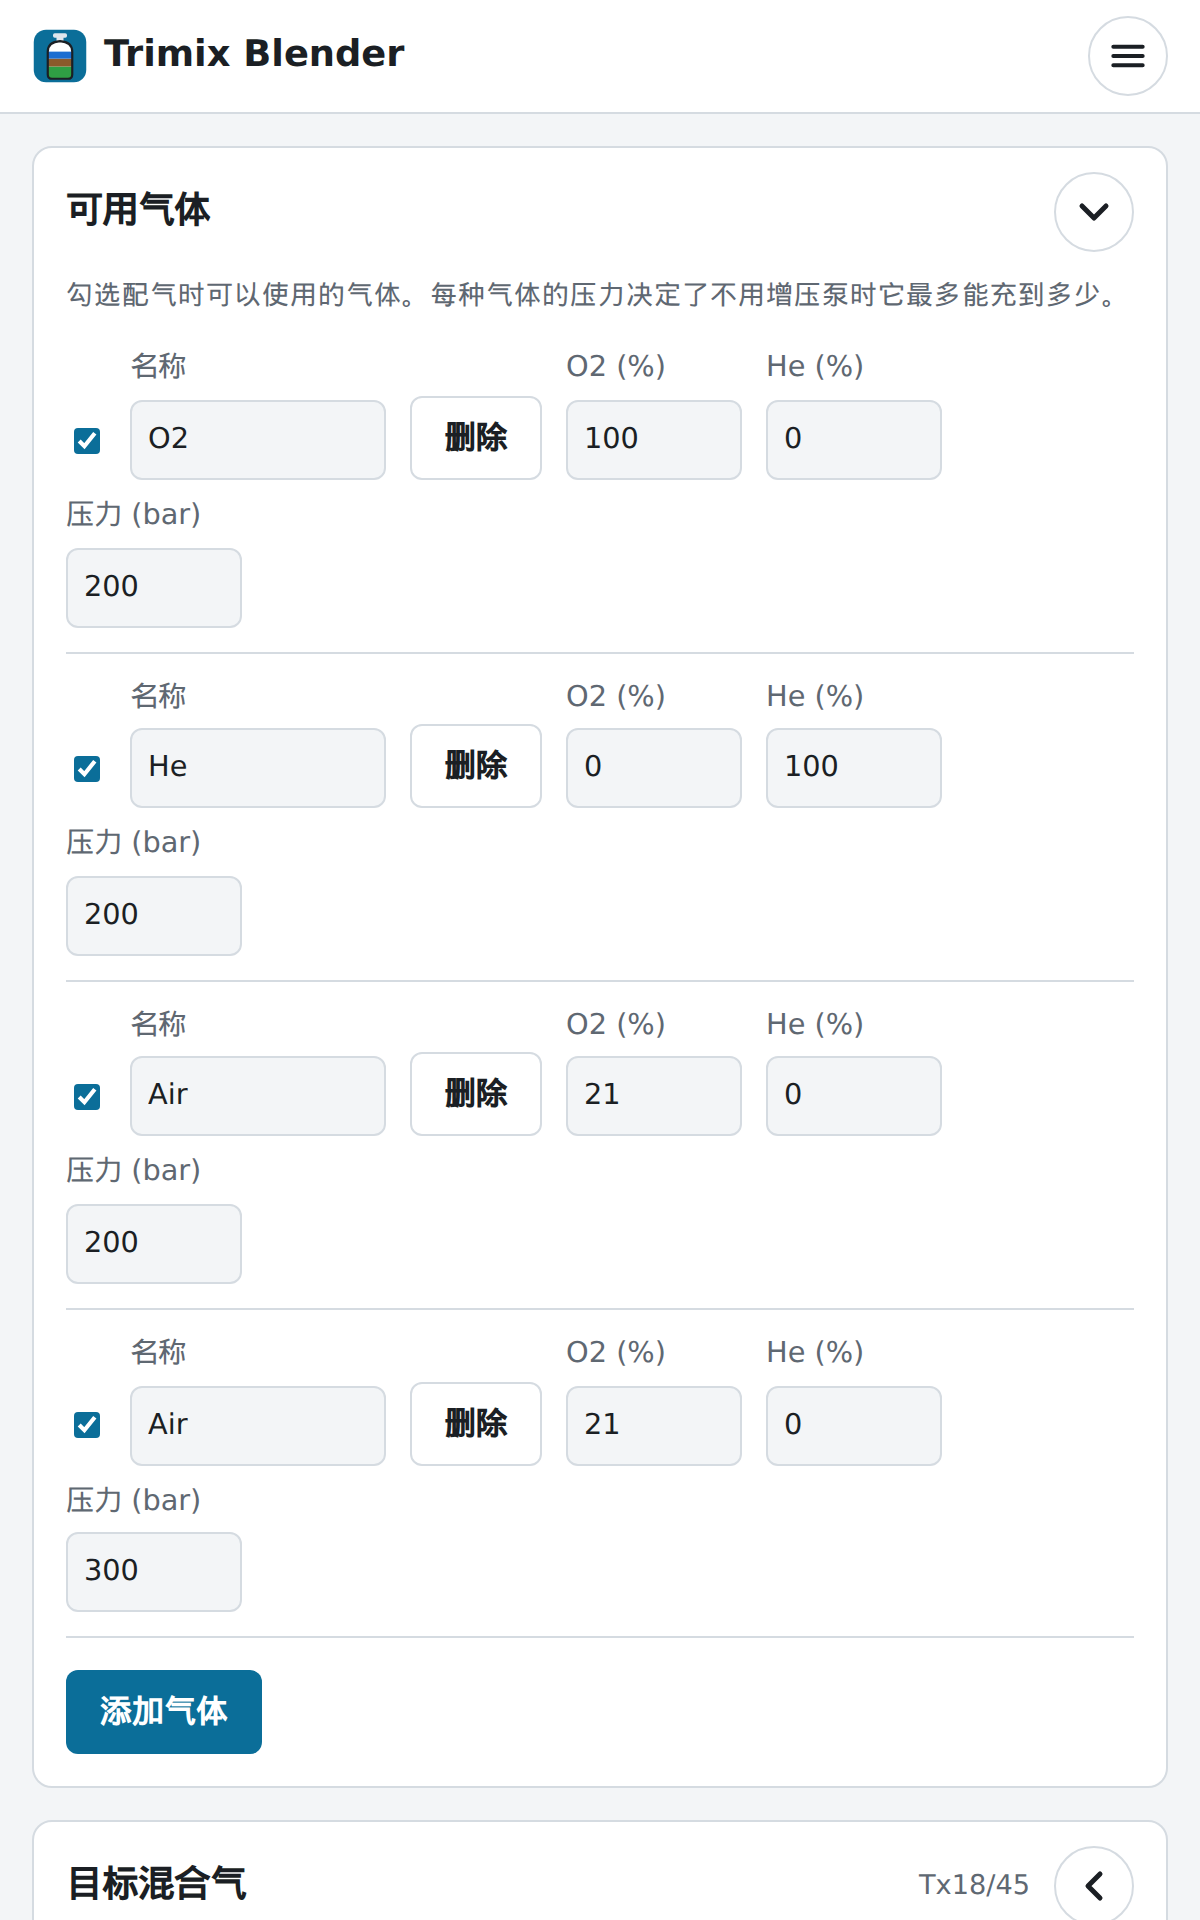 Trimix Blender
可用气体
勾选配气时可以使用的气体。每种气体的压力决定了不用增压泵时它最多能充到多少。
名称 O2 (%) He (%)
O2 删除 100 0
压力 (bar)
200
名称 O2 (%) He (%)
He 删除 0 100
压力 (bar)
200
名称 O2 (%) He (%)
Air 删除 21 0
压力 (bar)
200
名称 O2 (%) He (%)
Air 删除 21 0
压力 (bar)
300
添加气体
目标混合气 Tx18/45